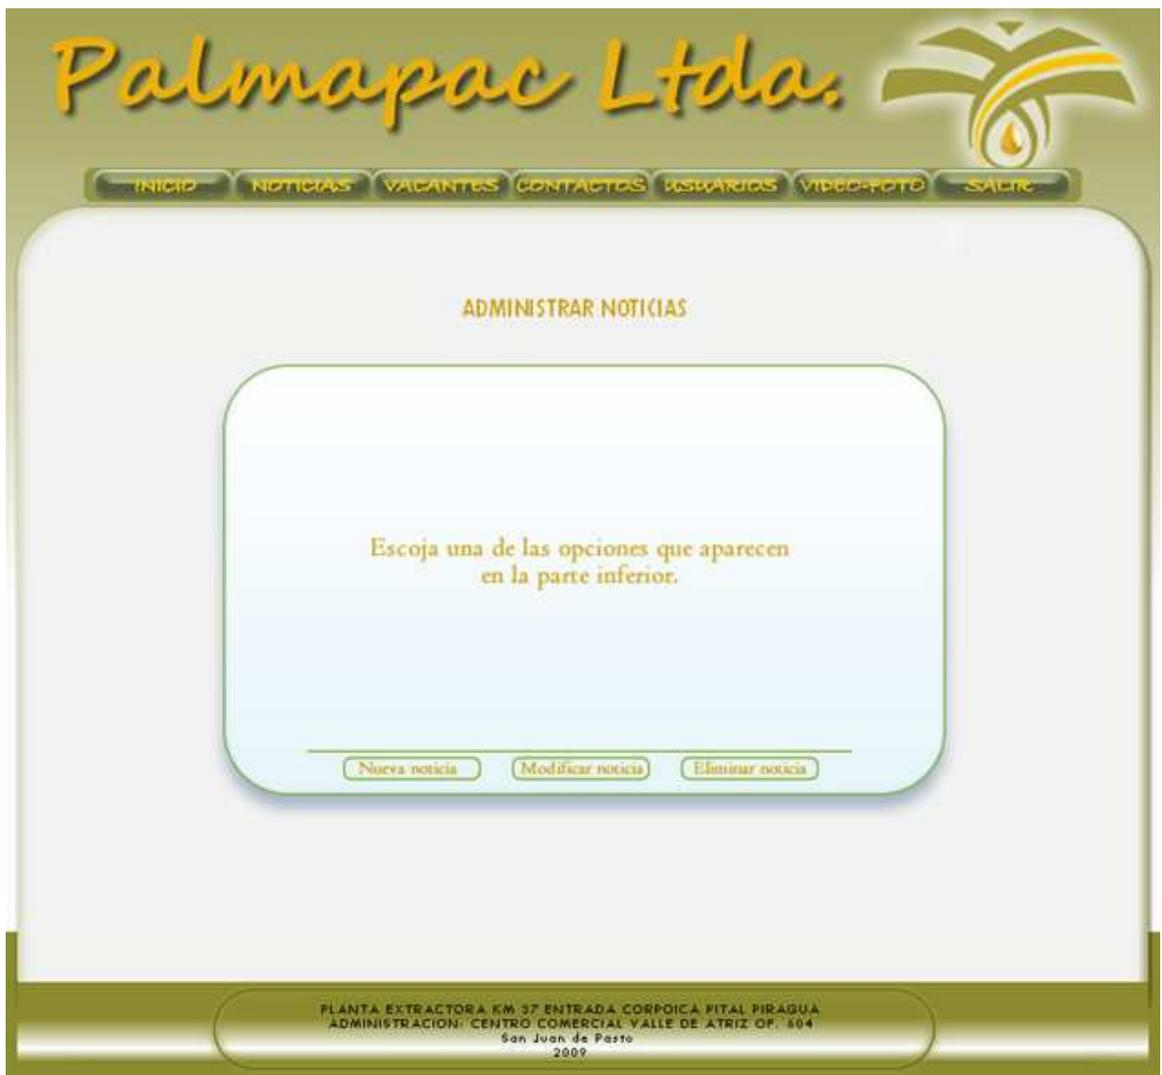 Palmapac Ltda.
INICIO NOTICIAS VACANTES CONTACTOS USUARIOS VIDEO-FOTO SALIR
ADMINISTRAR NOTICIAS
Escoja una de las opciones que aparecen
en la parte inferior.
Nueva noticia Modificar noticia Eliminar noticia
PLANTA EXTRACTORA KM 37 ENTRADA CORPOICA PITAL PIRAGUA
ADMINISTRACION: CENTRO COMERCIAL VALLE DE ATRIZ OF. 604
San Juan de Pasto
2009